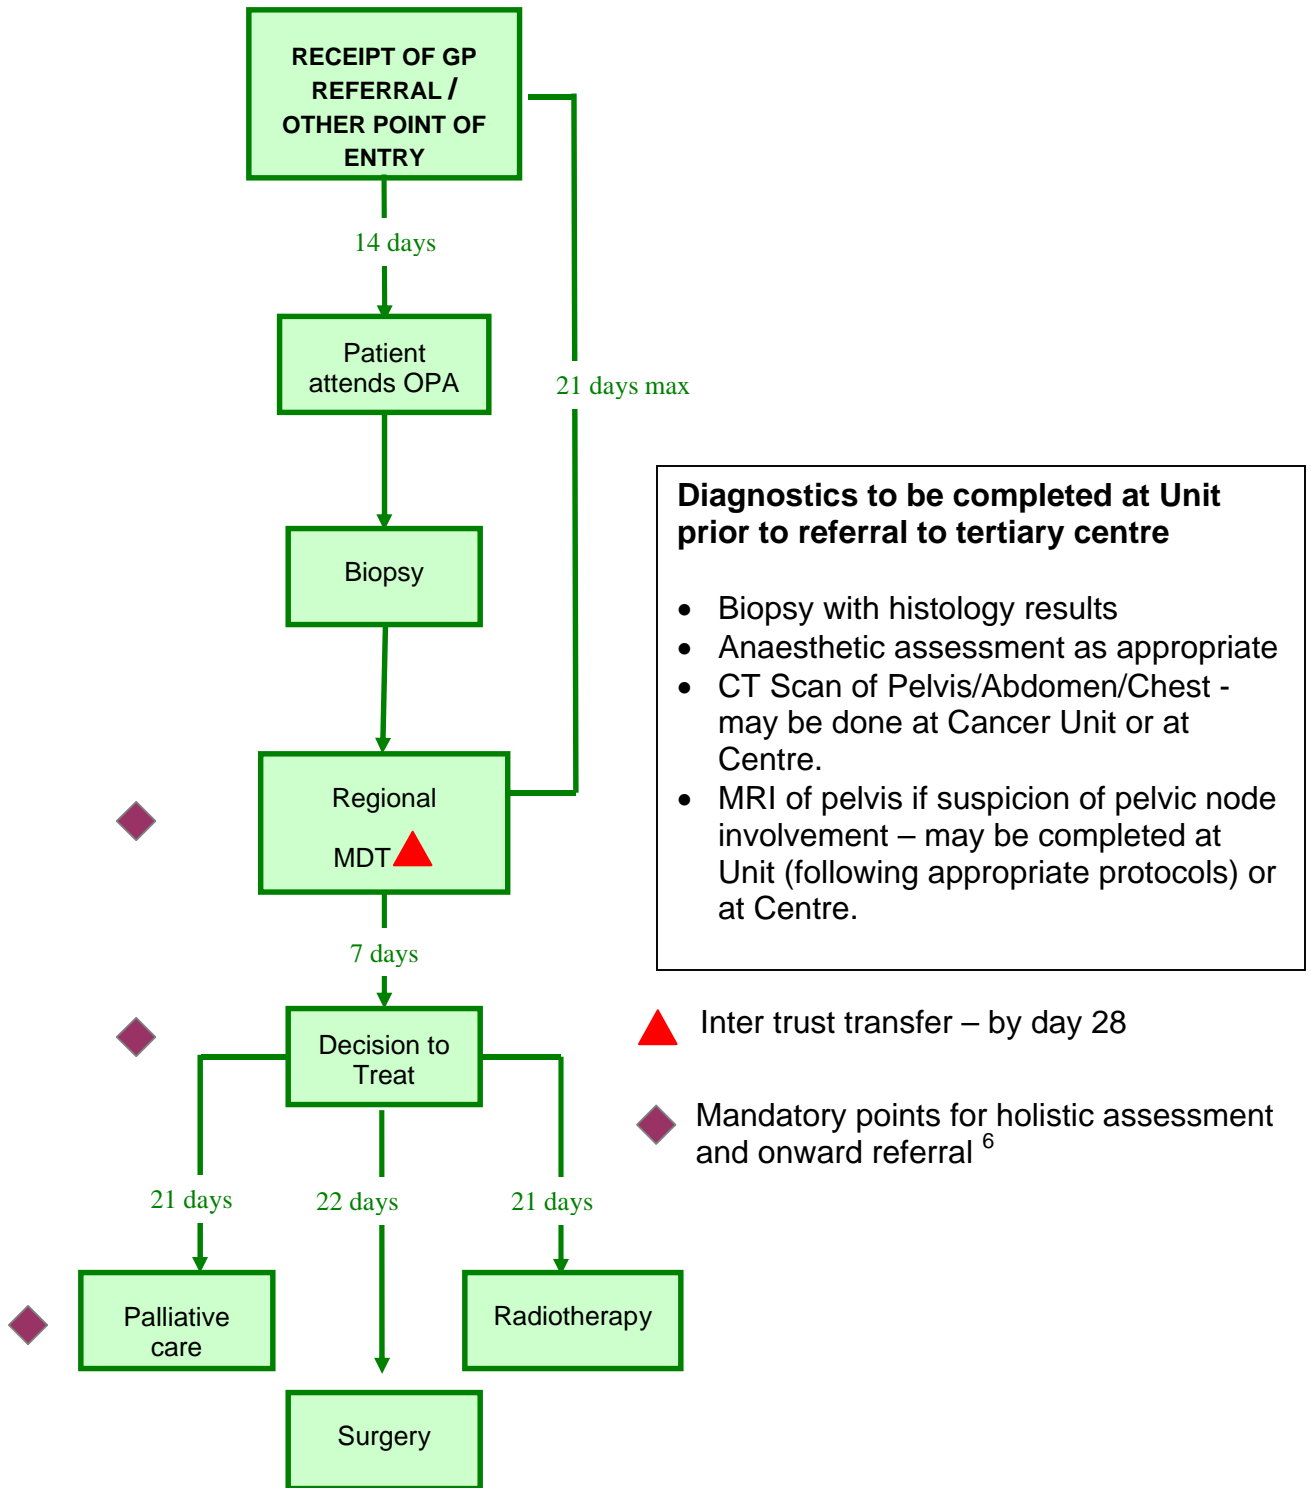 RECEIPT OF GP
REFERRAL /
OTHER POINT OF
ENTRY
14 days
Patient
attends OPA
21 days max
Biopsy
Regional
MDT
7 days
Decision to
Treat
21 days
22 days
21 days
Palliative
care
Radiotherapy
Surgery
Diagnostics to be completed at Unit
prior to referral to tertiary centre
• Biopsy with histology results
• Anaesthetic assessment as appropriate
• CT Scan of Pelvis/Abdomen/Chest -
may be done at Cancer Unit or at
Centre.
• MRI of pelvis if suspicion of pelvic node
involvement – may be completed at
Unit (following appropriate protocols) or
at Centre.
Inter trust transfer – by day 28
Mandatory points for holistic assessment
and onward referral 6